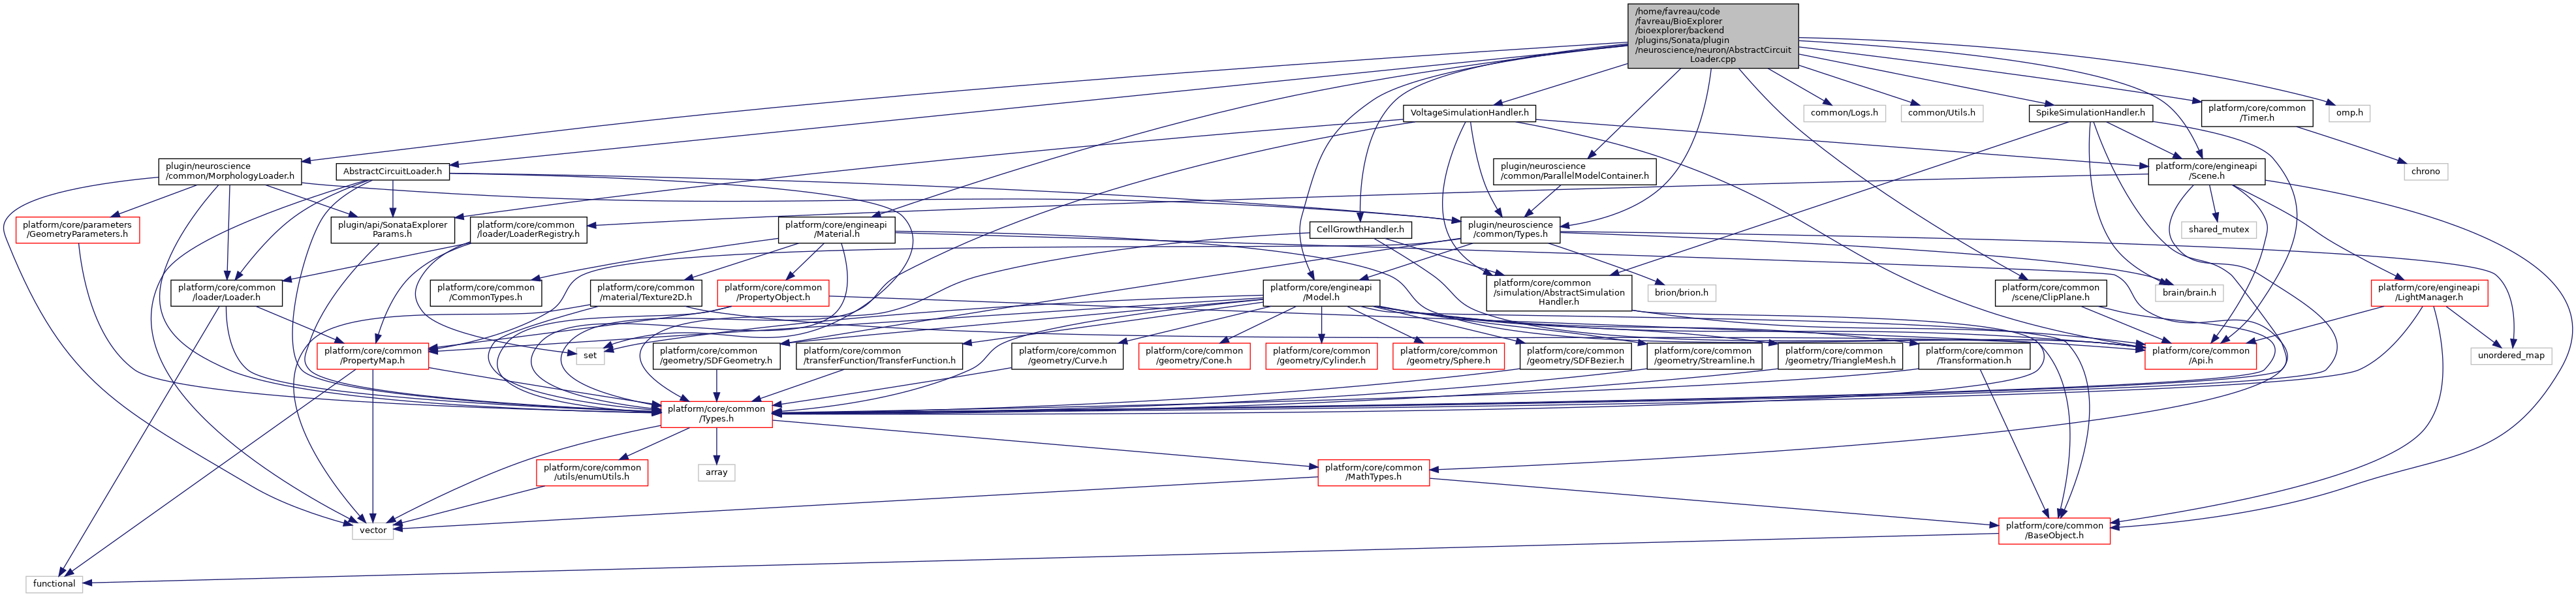 /home/favreau/code
/favreau/BioExplorer
/bioexplorer/backend
/plugins/Sonata/plugin
/neuroscience/neuron/AbstractCircuit
Loader.cpp
VoltageSimulationHandler.h
common/Logs.h
common/Utils.h
SpikeSimulationHandler.h
platform/core/common
/Timer.h
omp.h
plugin/neuroscience
/common/MorphologyLoader.h
AbstractCircuitLoader.h
plugin/neuroscience
/common/ParallelModelContainer.h
platform/core/engineapi
/Scene.h
chrono
platform/core/parameters
/GeometryParameters.h
plugin/api/SonataExplorer
Params.h
platform/core/common
/loader/LoaderRegistry.h
platform/core/engineapi
/Material.h
CellGrowthHandler.h
plugin/neuroscience
/common/Types.h
shared_mutex
platform/core/common
/loader/Loader.h
platform/core/common
/CommonTypes.h
platform/core/common
/material/Texture2D.h
platform/core/common
/PropertyObject.h
platform/core/engineapi
/Model.h
platform/core/common
/simulation/AbstractSimulation
Handler.h
brion/brion.h
platform/core/common
/scene/ClipPlane.h
brain/brain.h
platform/core/engineapi
/LightManager.h
platform/core/common
/PropertyMap.h
set
platform/core/common
/geometry/SDFGeometry.h
platform/core/common
/transferFunction/TransferFunction.h
platform/core/common
/geometry/Curve.h
platform/core/common
/geometry/Cone.h
platform/core/common
/geometry/Cylinder.h
platform/core/common
/geometry/Sphere.h
platform/core/common
/geometry/SDFBezier.h
platform/core/common
/geometry/Streamline.h
platform/core/common
/geometry/TriangleMesh.h
platform/core/common
/Transformation.h
platform/core/common
/Api.h
unordered_map
platform/core/common
/Types.h
platform/core/common
/utils/enumUtils.h
array
platform/core/common
/MathTypes.h
vector
platform/core/common
/BaseObject.h
functional